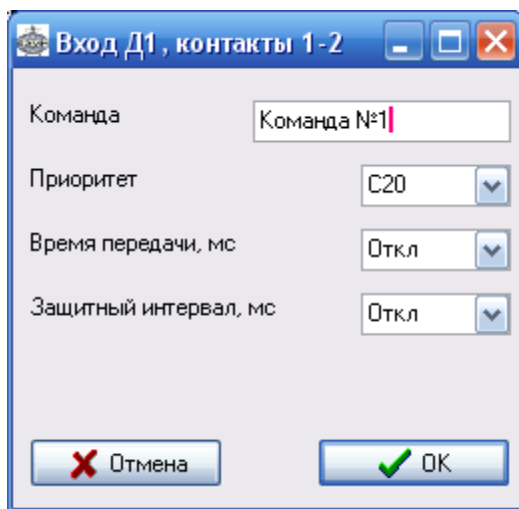 Вход Д1 , контакты 1-2
Команда Команда №1
Приоритет С20
Время передачи, мс Откл
Защитный интервал, мс Откл
Отмена ОК